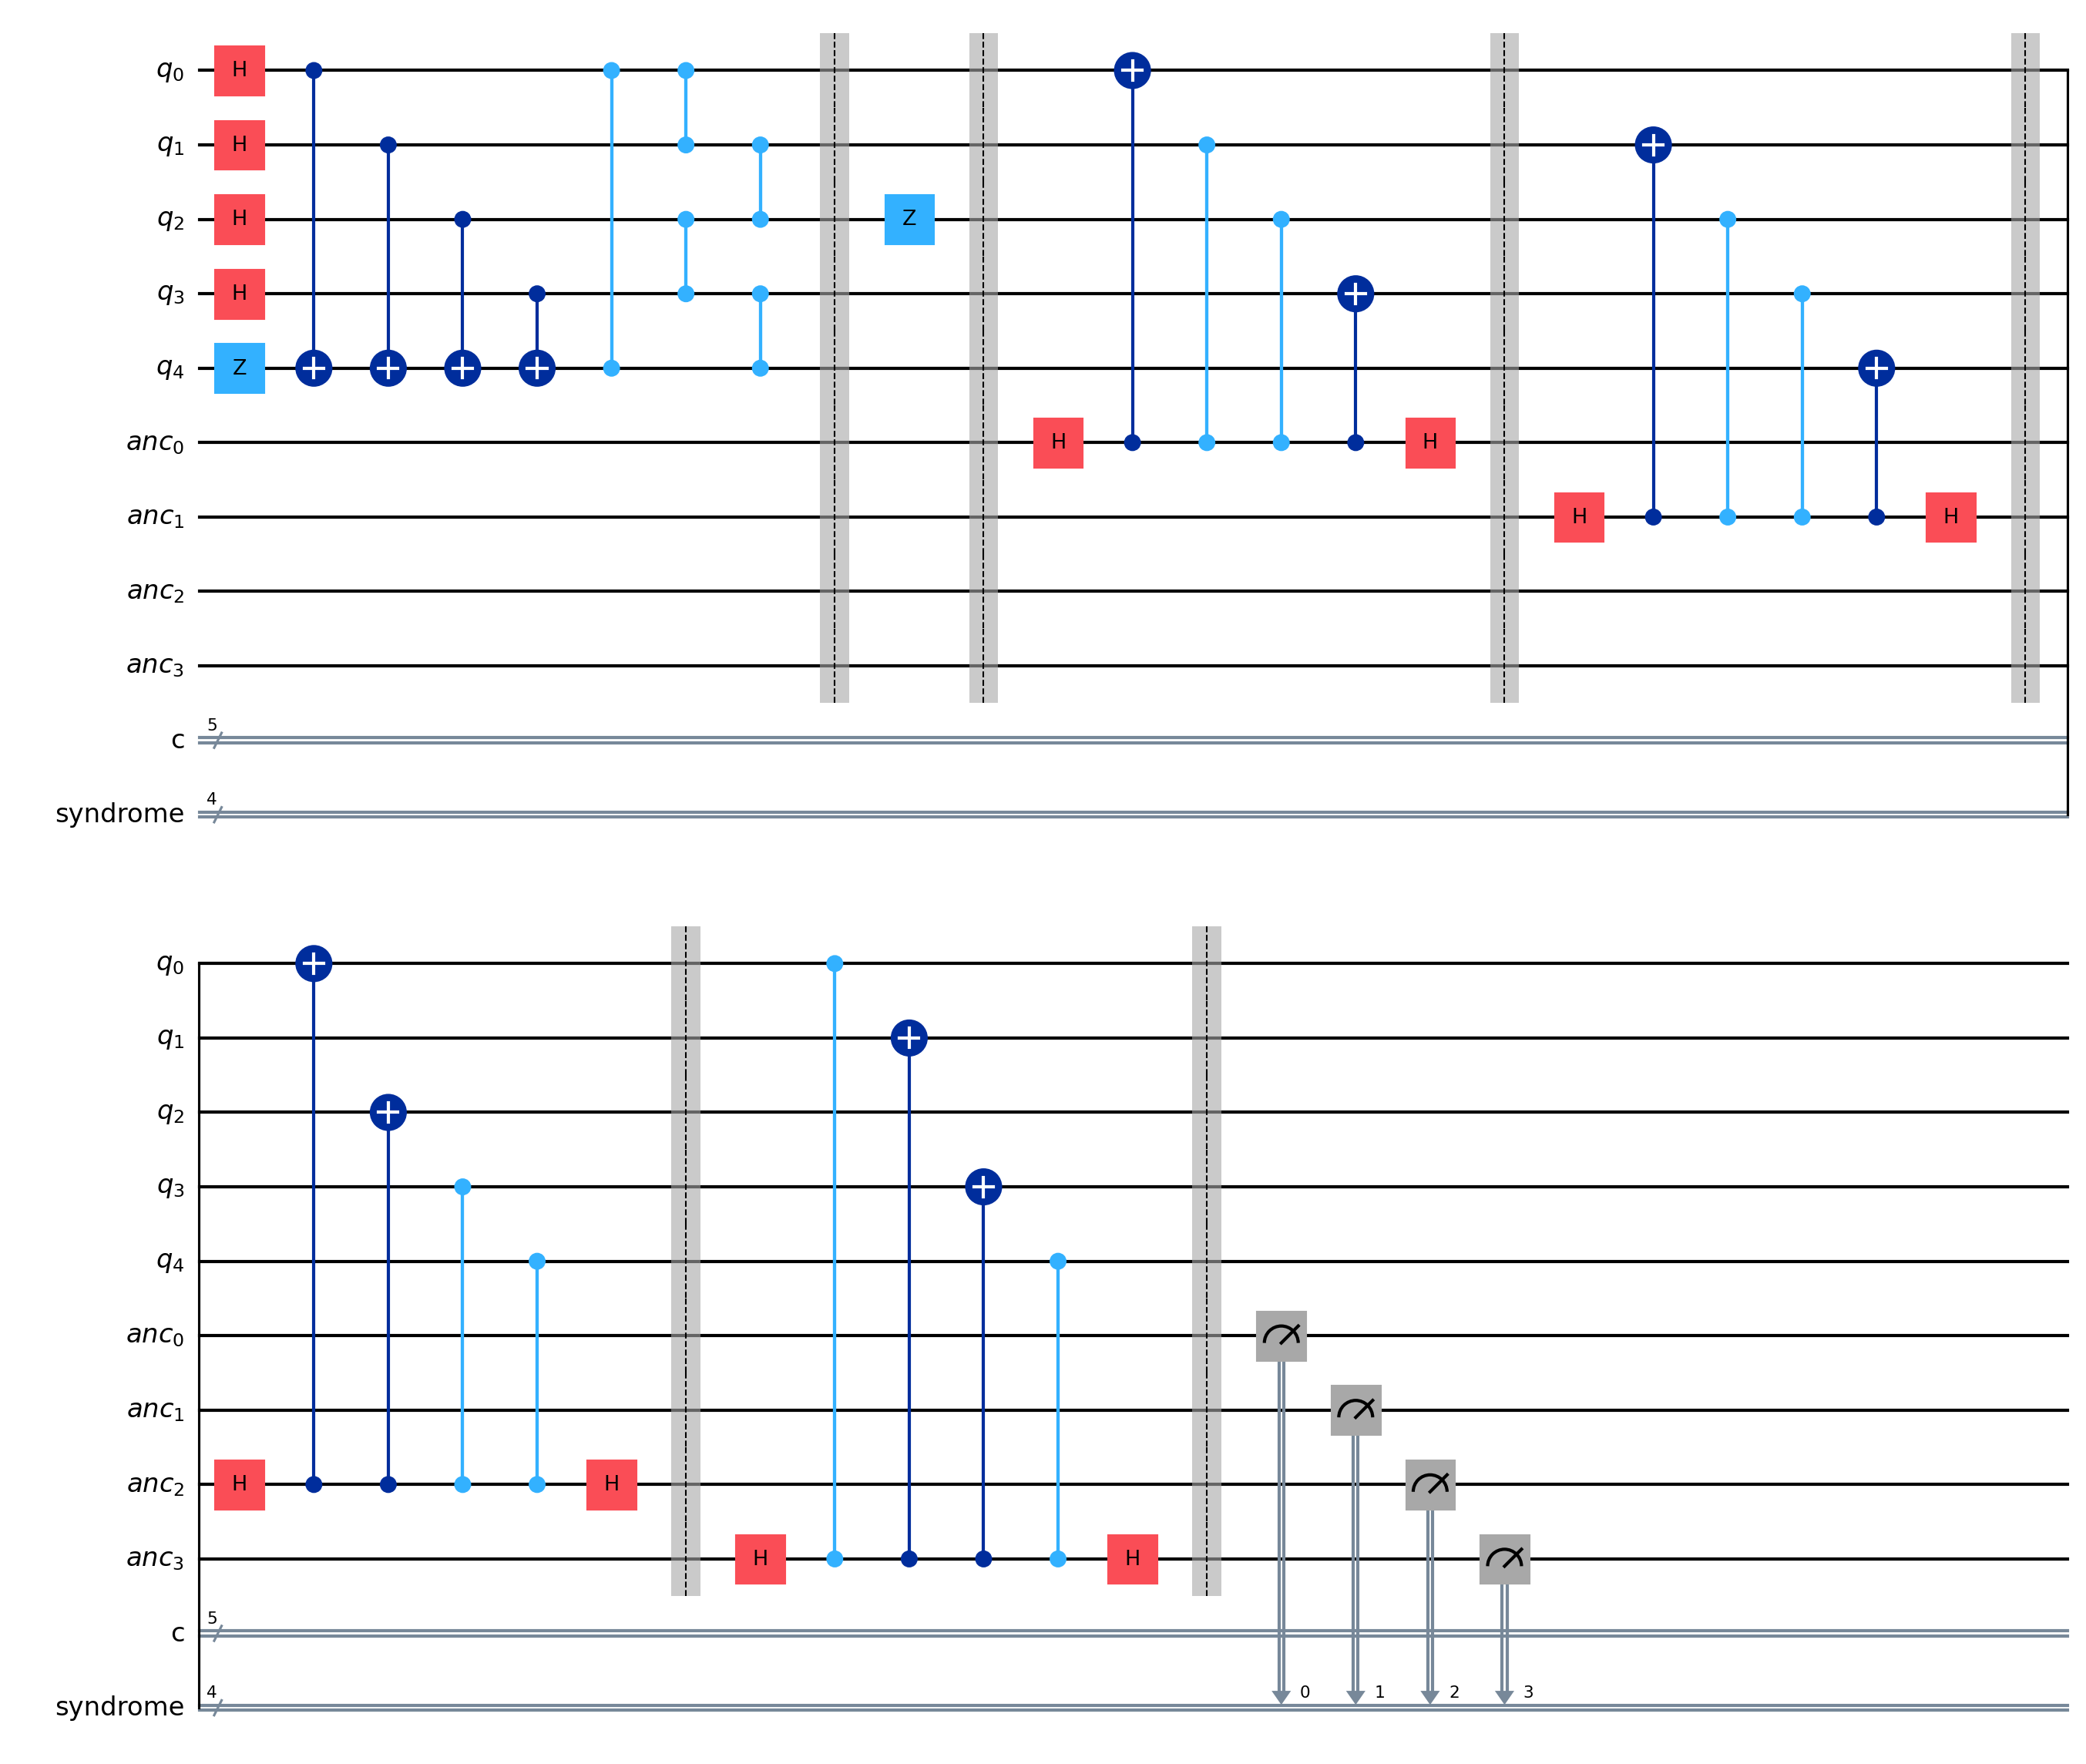 q0 H
q1 H
q2 H Z
q3 H
q4 Z
anc0 H H
anc1 H H
anc2
anc3
c 5
syndrome 4
q0
q1
q2
q3
q4
anc0
anc1
anc2 H H
anc3 H H
c 5
syndrome 4 0 1 2 3